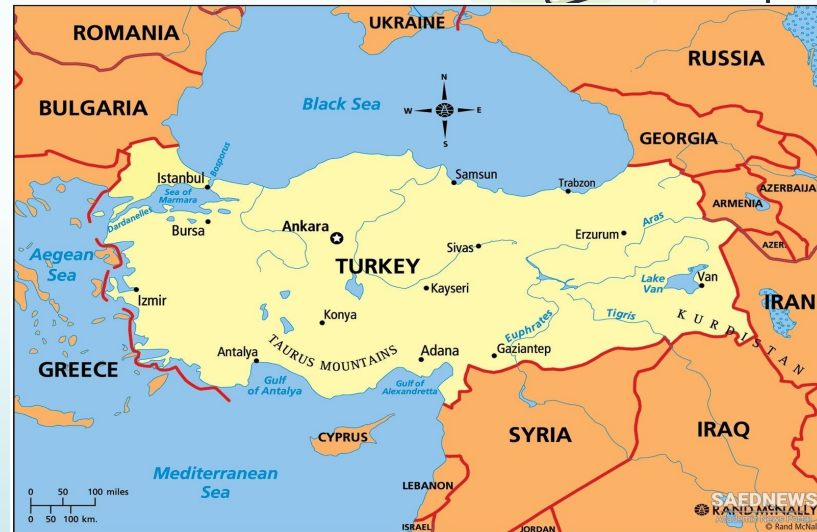 ROMANIA
UKRAINE
RUSSIA
BULGARIA
Black Sea
N
W
E
S
GEORGIA
Istanbul
Bosporus
Sea of
Marmara
Samsun
Trabzon
ARMENIA
AZERBAIJA
Dardanelles
Bursa
Ankara
Sivas
Erzurum
Aras
AZER.
Aegean
Sea
TURKEY
Izmir
Kayseri
Lake
Van
Van
IRAN
Konya
Euphrates
Tigris
KURDISTAN
TAURUS MOUNTAINS
Antalya
Adana
Gaziantep
GREECE
Gulf
of Antalya
Gulf of
Alexandretta
CYPRUS
SYRIA
IRAQ
Mediterranean
Sea
LEBANON
0 50 100 miles
0 50 100 km.
ISRAEL
JORDAN
SAEDNEWS
RAND McNALLY
© Rand McNal